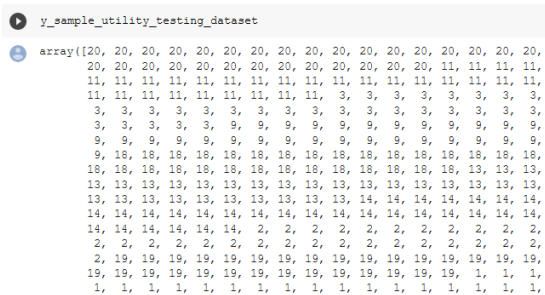 y_sample_utility_testing_dataset
array([20, 20, 20, 20, 20, 20, 20, 20, 20, 20, 20, 20, 20, 20, 20, 20, 20,
20, 20, 20, 20, 20, 20, 20, 20, 20, 20, 20, 20, 20, 11, 11, 11, 11,
11, 11, 11, 11, 11, 11, 11, 11, 11, 11, 11, 11, 11, 11, 11, 11, 11,
11, 11, 11, 11, 11, 11, 11, 11, 11, 3, 3, 3, 3, 3, 3, 3, 3,
3, 3, 3, 3, 3, 3, 3, 3, 3, 3, 3, 3, 3, 3, 3, 3, 3,
3, 3, 3, 3, 3, 9, 9, 9, 9, 9, 9, 9, 9, 9, 9, 9, 9,
9, 9, 9, 9, 9, 9, 9, 9, 9, 9, 9, 9, 9, 9, 9, 9, 9,
9, 18, 18, 18, 18, 18, 18, 18, 18, 18, 18, 18, 18, 18, 18, 18, 18,
18, 18, 18, 18, 18, 18, 18, 18, 18, 18, 18, 18, 18, 18, 13, 13, 13,
13, 13, 13, 13, 13, 13, 13, 13, 13, 13, 13, 13, 13, 13, 13, 13, 13,
13, 13, 13, 13, 13, 13, 13, 13, 13, 13, 14, 14, 14, 14, 14, 14, 14,
14, 14, 14, 14, 14, 14, 14, 14, 14, 14, 14, 14, 14, 14, 14, 14, 14,
14, 14, 14, 14, 14, 14, 2, 2, 2, 2, 2, 2, 2, 2, 2, 2, 2,
2, 2, 2, 2, 2, 2, 2, 2, 2, 2, 2, 2, 2, 2, 2, 2, 2,
2, 19, 19, 19, 19, 19, 19, 19, 19, 19, 19, 19, 19, 19, 19, 19, 19,
19, 19, 19, 19, 19, 19, 19, 19, 19, 19, 19, 19, 19, 19, 1, 1, 1,
1, 1, 1, 1, 1, 1, 1, 1, 1, 1, 1, 1, 1, 1, 1, 1, 1,